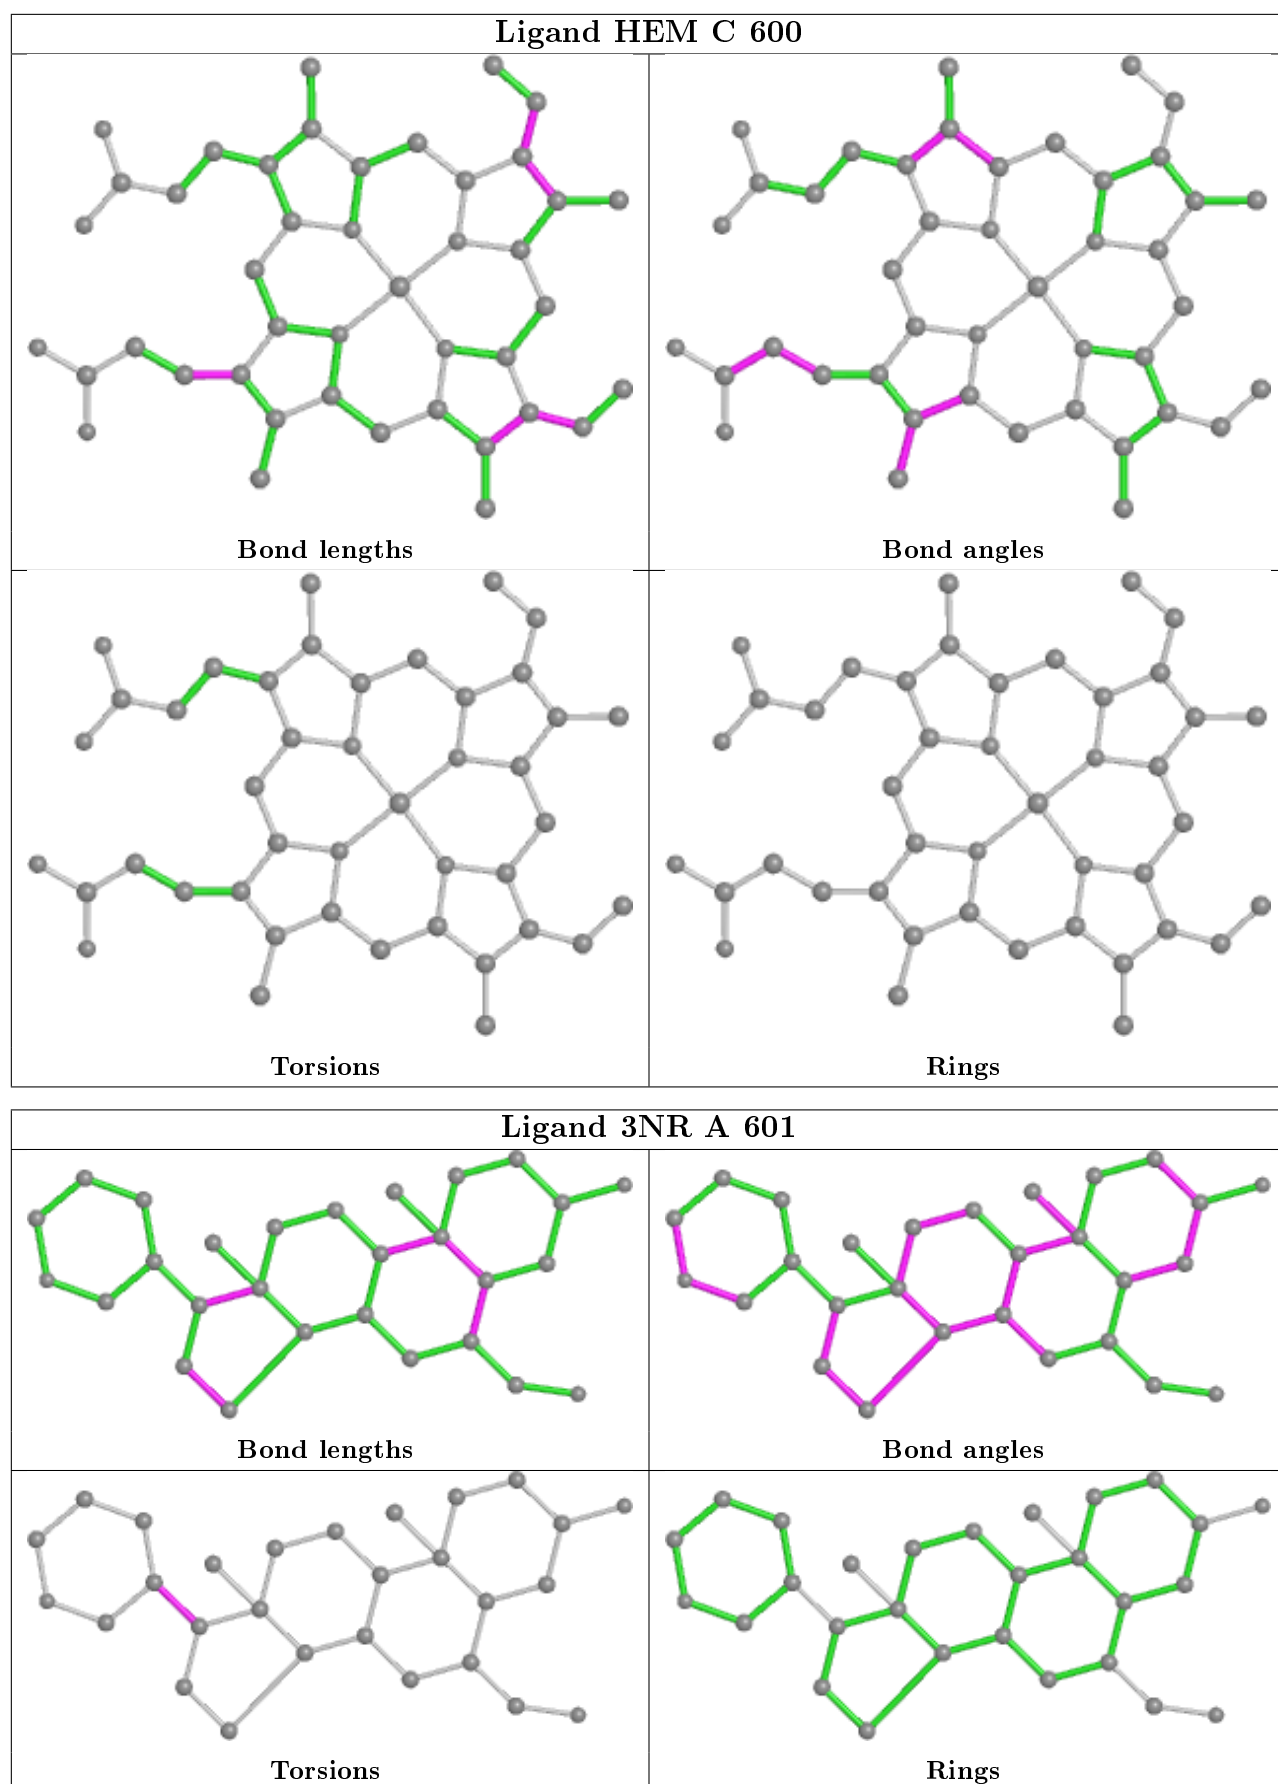 Ligand HEM C 600
Bond lengths
Bond angles
Torsions
Rings
Ligand 3NR A 601
Bond lengths
Bond angles
Torsions
Rings